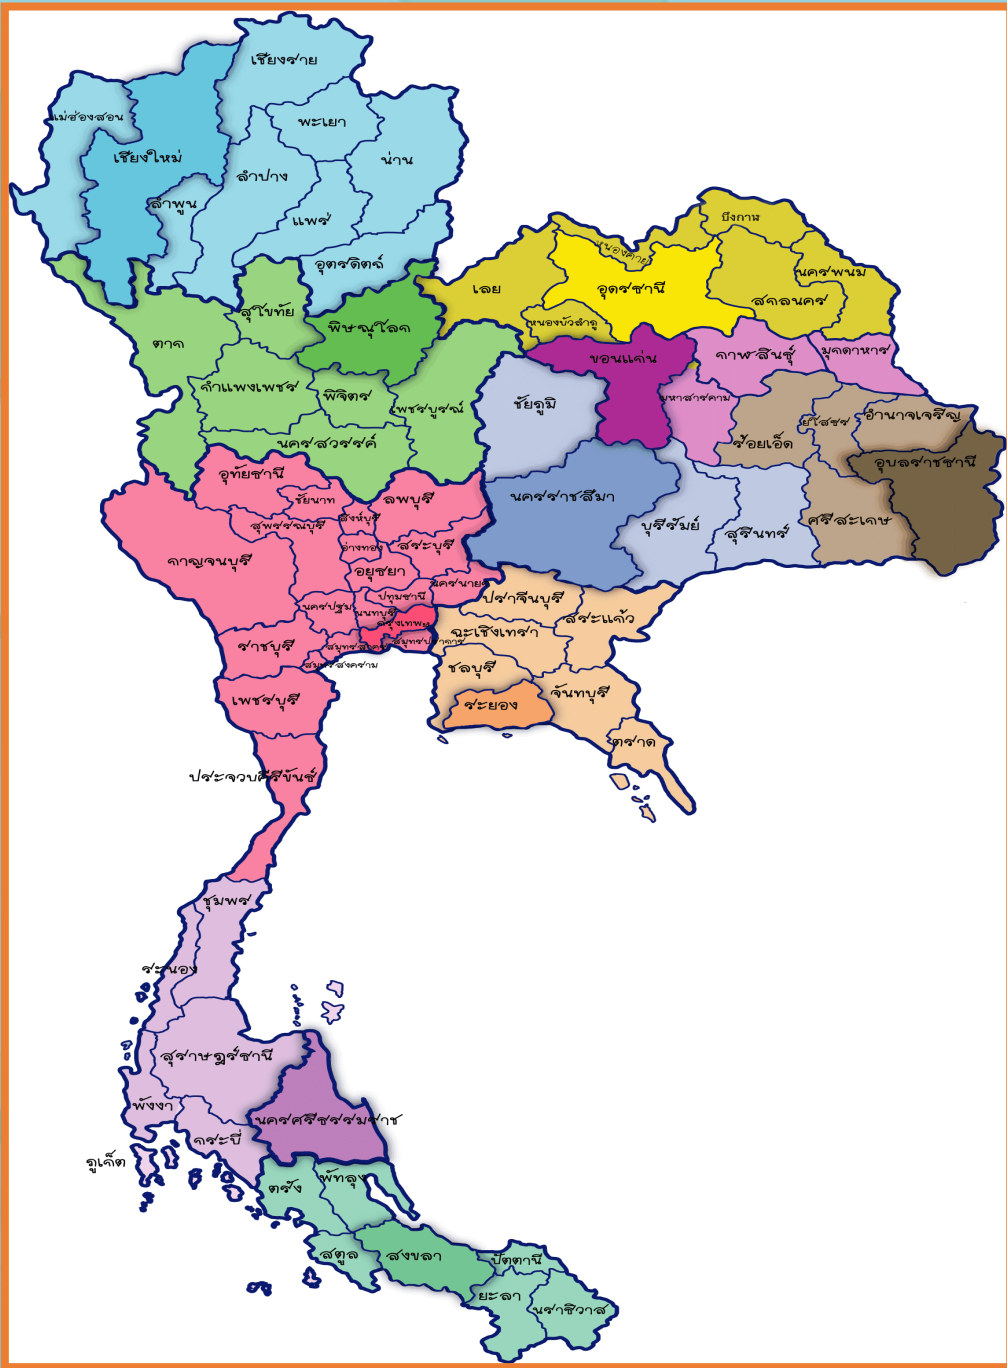 เชียงราย
แม่ฮ่องสอน
พะเยา
เชียงใหม่
น่าน
ลำปาง
ลำพูน
แพร่
อุตรดิตถ์
บึงกาฬ
หนองคาย
เลย
อุดรธานี
นครพนม
สกลนคร
หนองบัวลำภู
สุโขทัย
ตาก
พิษณุโลก
ขอนแก่น
กาฬสินธุ์
มุกดาหาร
กำแพงเพชร
พิจิตร
เพชรบูรณ์
ชัยภูมิ
มหาสารคาม
ร้อยเอ็ด
ยโสธร
อำนาจเจริญ
นครสวรรค์
อุบลราชธานี
อุทัยธานี
ชัยนาท
ลพบุรี
นครราชสีมา
สุพรรณบุรี
สิงห์บุรี
บุรีรัมย์
สุรินทร์
ศรีสะเกษ
กาญจนบุรี
อ่างทอง
สระบุรี
อยุธยา
นครนายก
ปทุมธานี
ปราจีนบุรี
นครปฐม
นนทบุรี
กรุงเทพฯ
สระแก้ว
ฉะเชิงเทรา
ราชบุรี
สมุทรสาคร
สมุทรปราการ
สมุทรสงคราม
ชลบุรี
เพชรบุรี
ระยอง
จันทบุรี
ตราด
ประจวบคีรีขันธ์
ชุมพร
ระนอง
สุราษฎร์ธานี
พังงา
นครศรีธรรมราช
กระบี่
ภูเก็ต
ตรัง
พัทลุง
สตูล
สงขลา
ปัตตานี
ยะลา
นราธิวาส